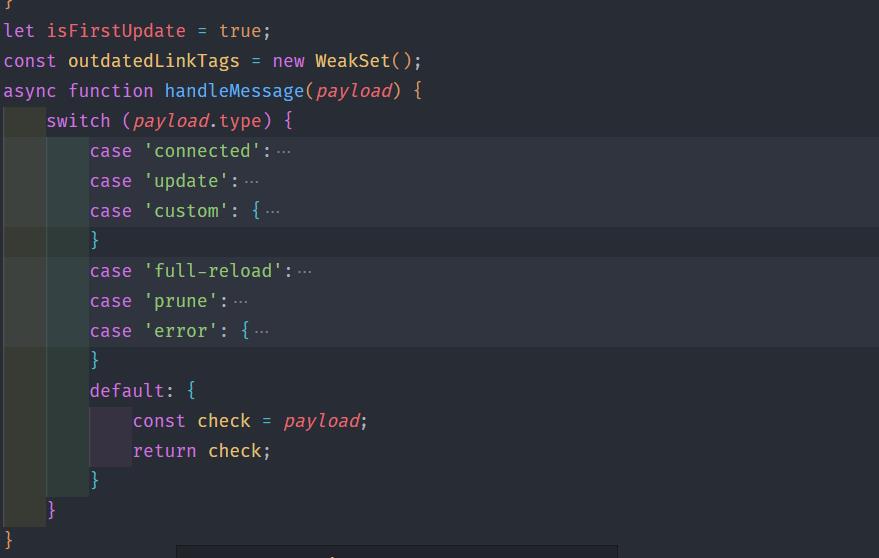 }
let isFirstUpdate = true;
const outdatedLinkTags = new WeakSet();
async function handleMessage(payload) {
switch (payload.type) {
case 'connected':···
case 'update':···
case 'custom': {···
}
case 'full-reload':···
case 'prune':···
case 'error': {···
}
default: {
const check = payload;
return check;
}
}
}